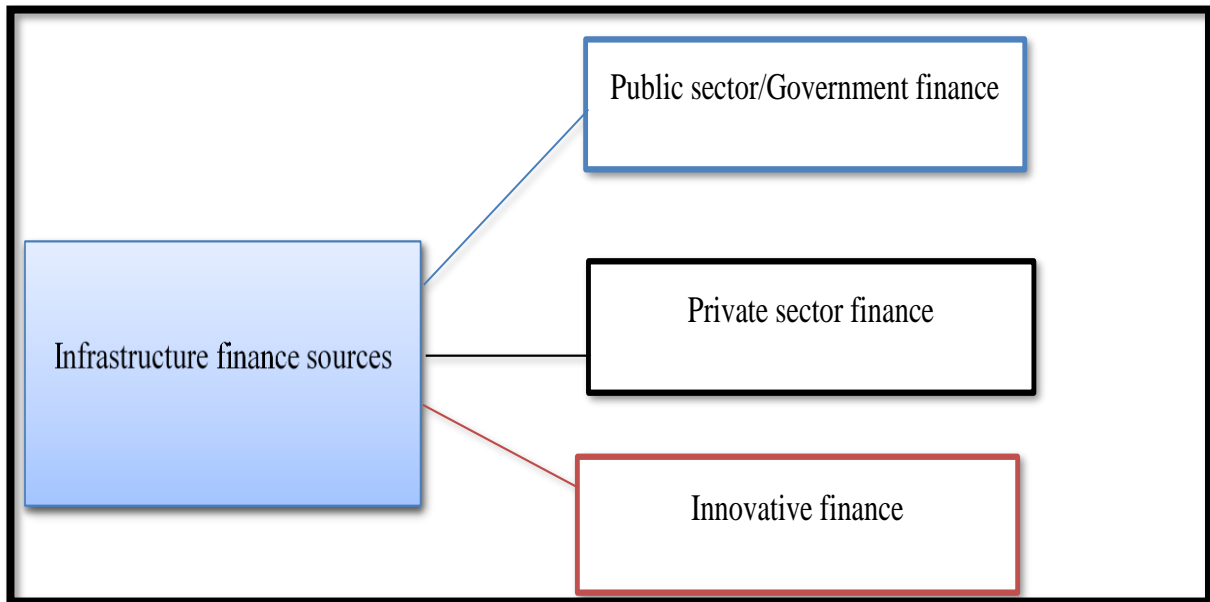 Public sector/Government finance
Private sector finance
Infrastructure finance sources
Innovative finance